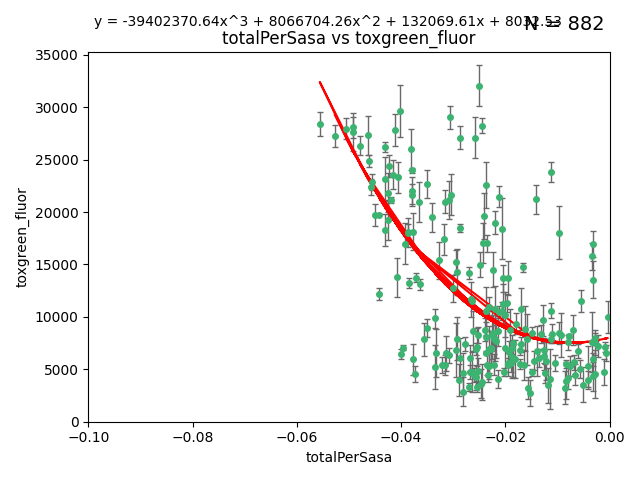 y = -39402370.64x^3 + 8066704.26x^2 + 132069.61x + 8032.53
N = 882
totalPerSasa vs toxgreen_fluor
35000
30000
25000
20000
15000
10000
5000
0
toxgreen_fluor
−0.10 −0.08 −0.06 −0.04 −0.02 0.00
totalPerSasa